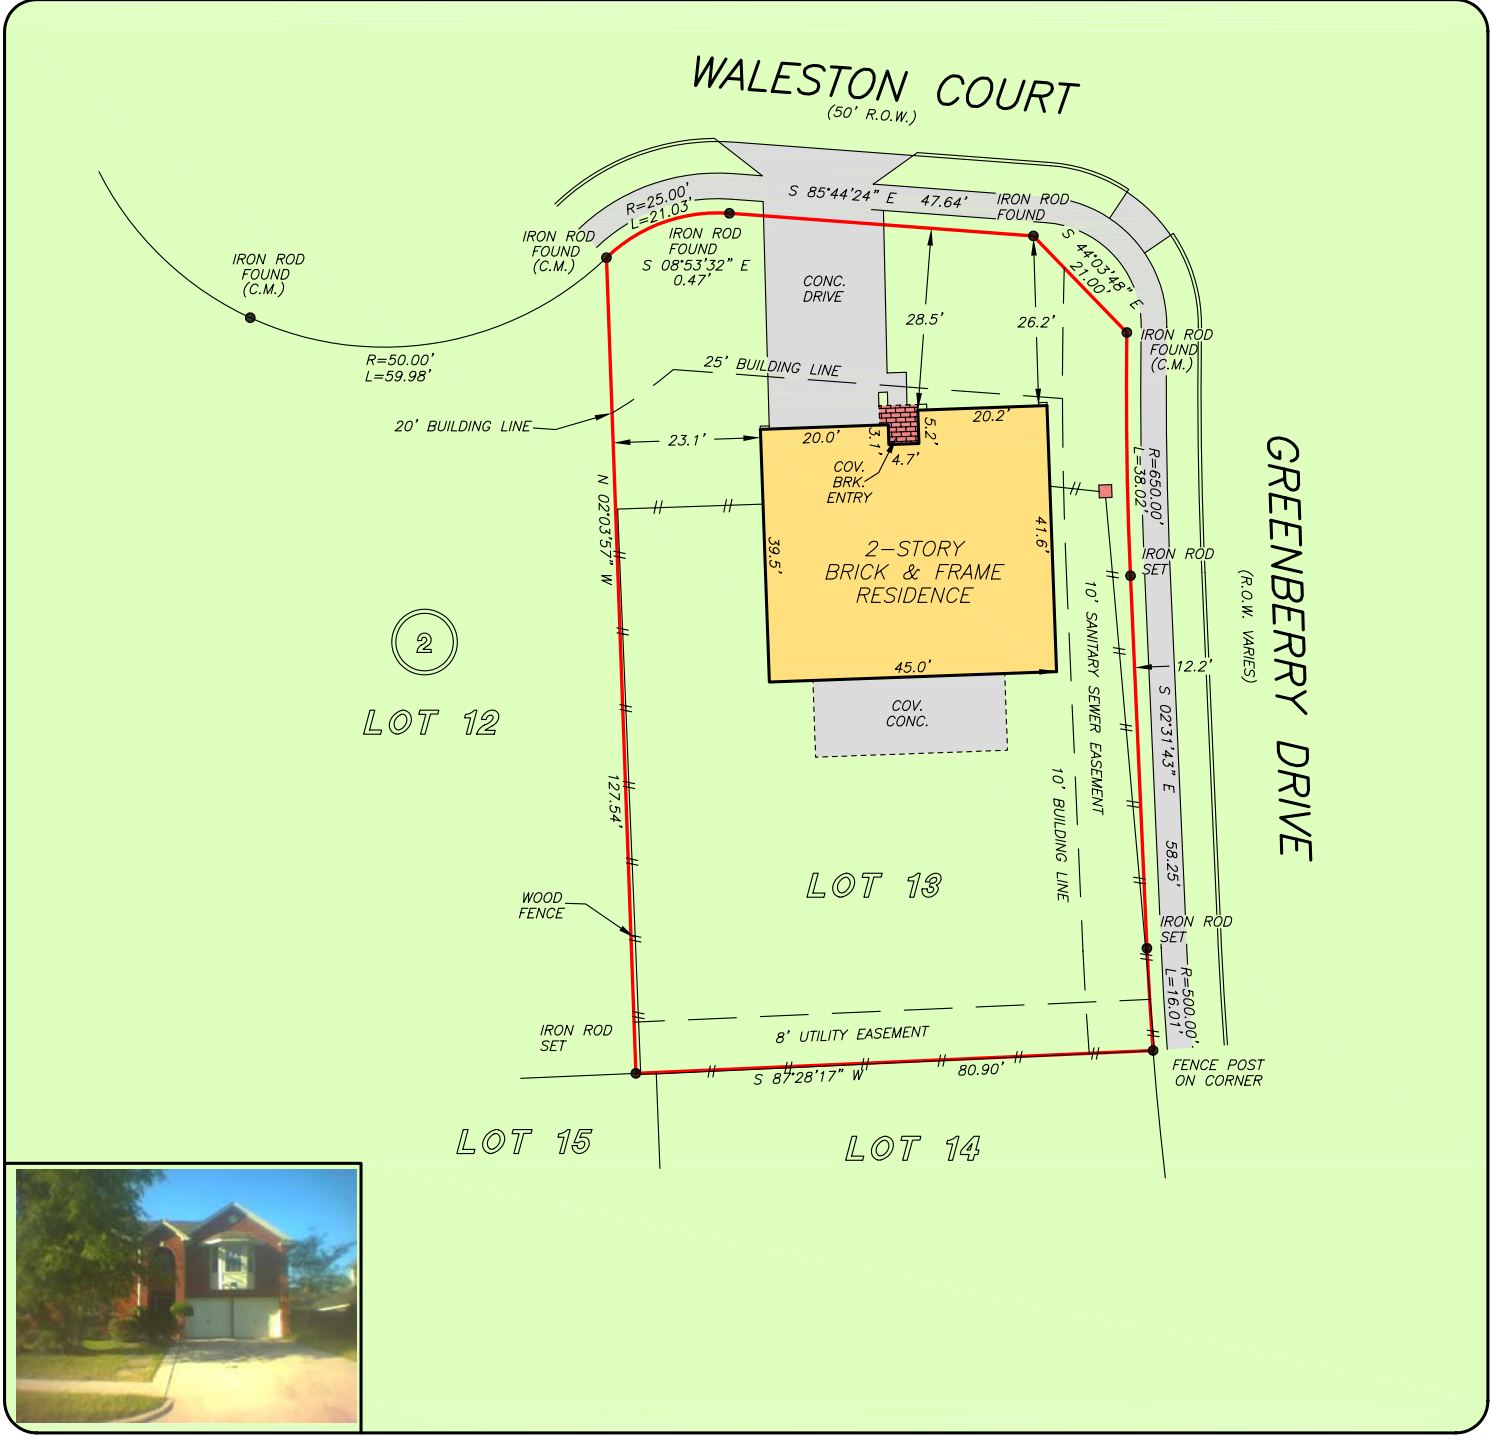 WALESTON COURT
(50' R.O.W.)
S 85°44'24" E 47.64'
R=25.00'
L=21.03'
IRON ROD
FOUND
IRON ROD
FOUND
(C.M.)
IRON ROD
FOUND
S 08°53'32" E
0.47'
S 44°03'48" E
21.00'
IRON ROD
FOUND
(C.M.)
CONC.
DRIVE
28.5'
26.2'
IRON ROD
FOUND
(C.M.)
R=50.00'
L=59.98'
25' BUILDING LINE
20' BUILDING LINE
23.1'
20.0'
3.1'
4.7'
5.2'
20.2'
COV.
BRK.
ENTRY
R=650.00'
L=38.02'
GREENBERRY DRIVE
(R.O.W. VARIES)
N 02°03'57" W
127.54'
39.5'
41.6'
2-STORY
BRICK & FRAME
RESIDENCE
IRON ROD
SET
10' SANITARY SEWER EASEMENT
45.0'
12.2'
COV.
CONC.
2
LOT 12
S 02°31'43" E
58.25'
10' BUILDING LINE
LOT 13
WOOD
FENCE
IRON ROD
SET
R=500.00'
L=16.01'
8' UTILITY EASEMENT
IRON ROD
SET
S 87°28'17" W
80.90'
FENCE POST
ON CORNER
LOT 15
LOT 14